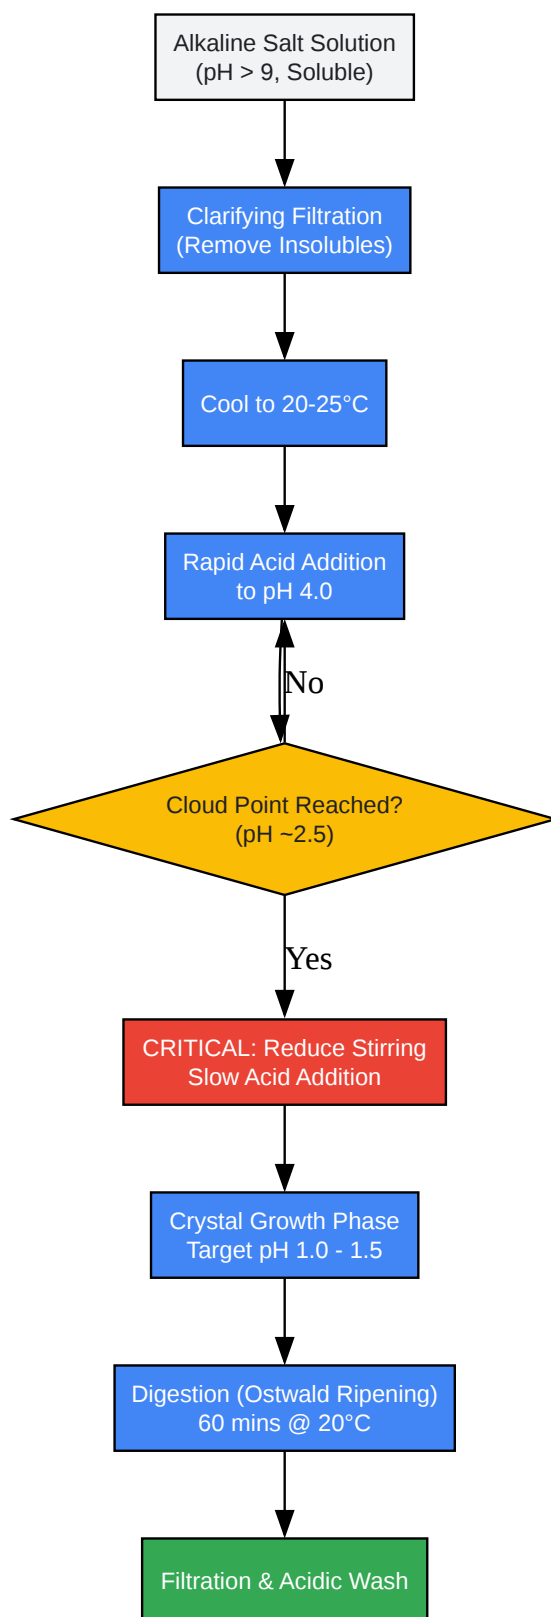 Alkaline Salt Solution
(pH > 9, Soluble)
Clarifying Filtration
(Remove Insolubles)
Cool to 20-25°C
Rapid Acid Addition
to pH 4.0
No
Cloud Point Reached?
(pH ~2.5)
Yes
CRITICAL: Reduce Stirring
Slow Acid Addition
Crystal Growth Phase
Target pH 1.0 - 1.5
Digestion (Ostwald Ripening)
60 mins @ 20°C
Filtration & Acidic Wash